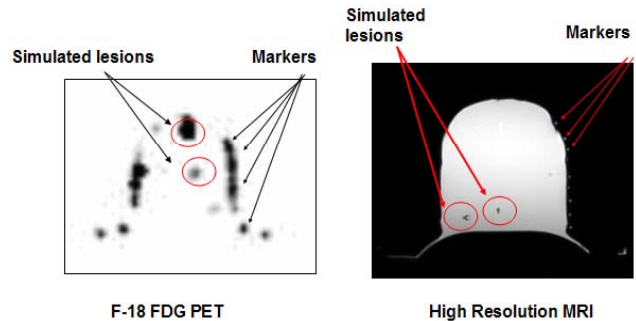 Simulated lesions
Markers
Simulated
lesions
Markers
F-18 FDG PET
High Resolution MRI